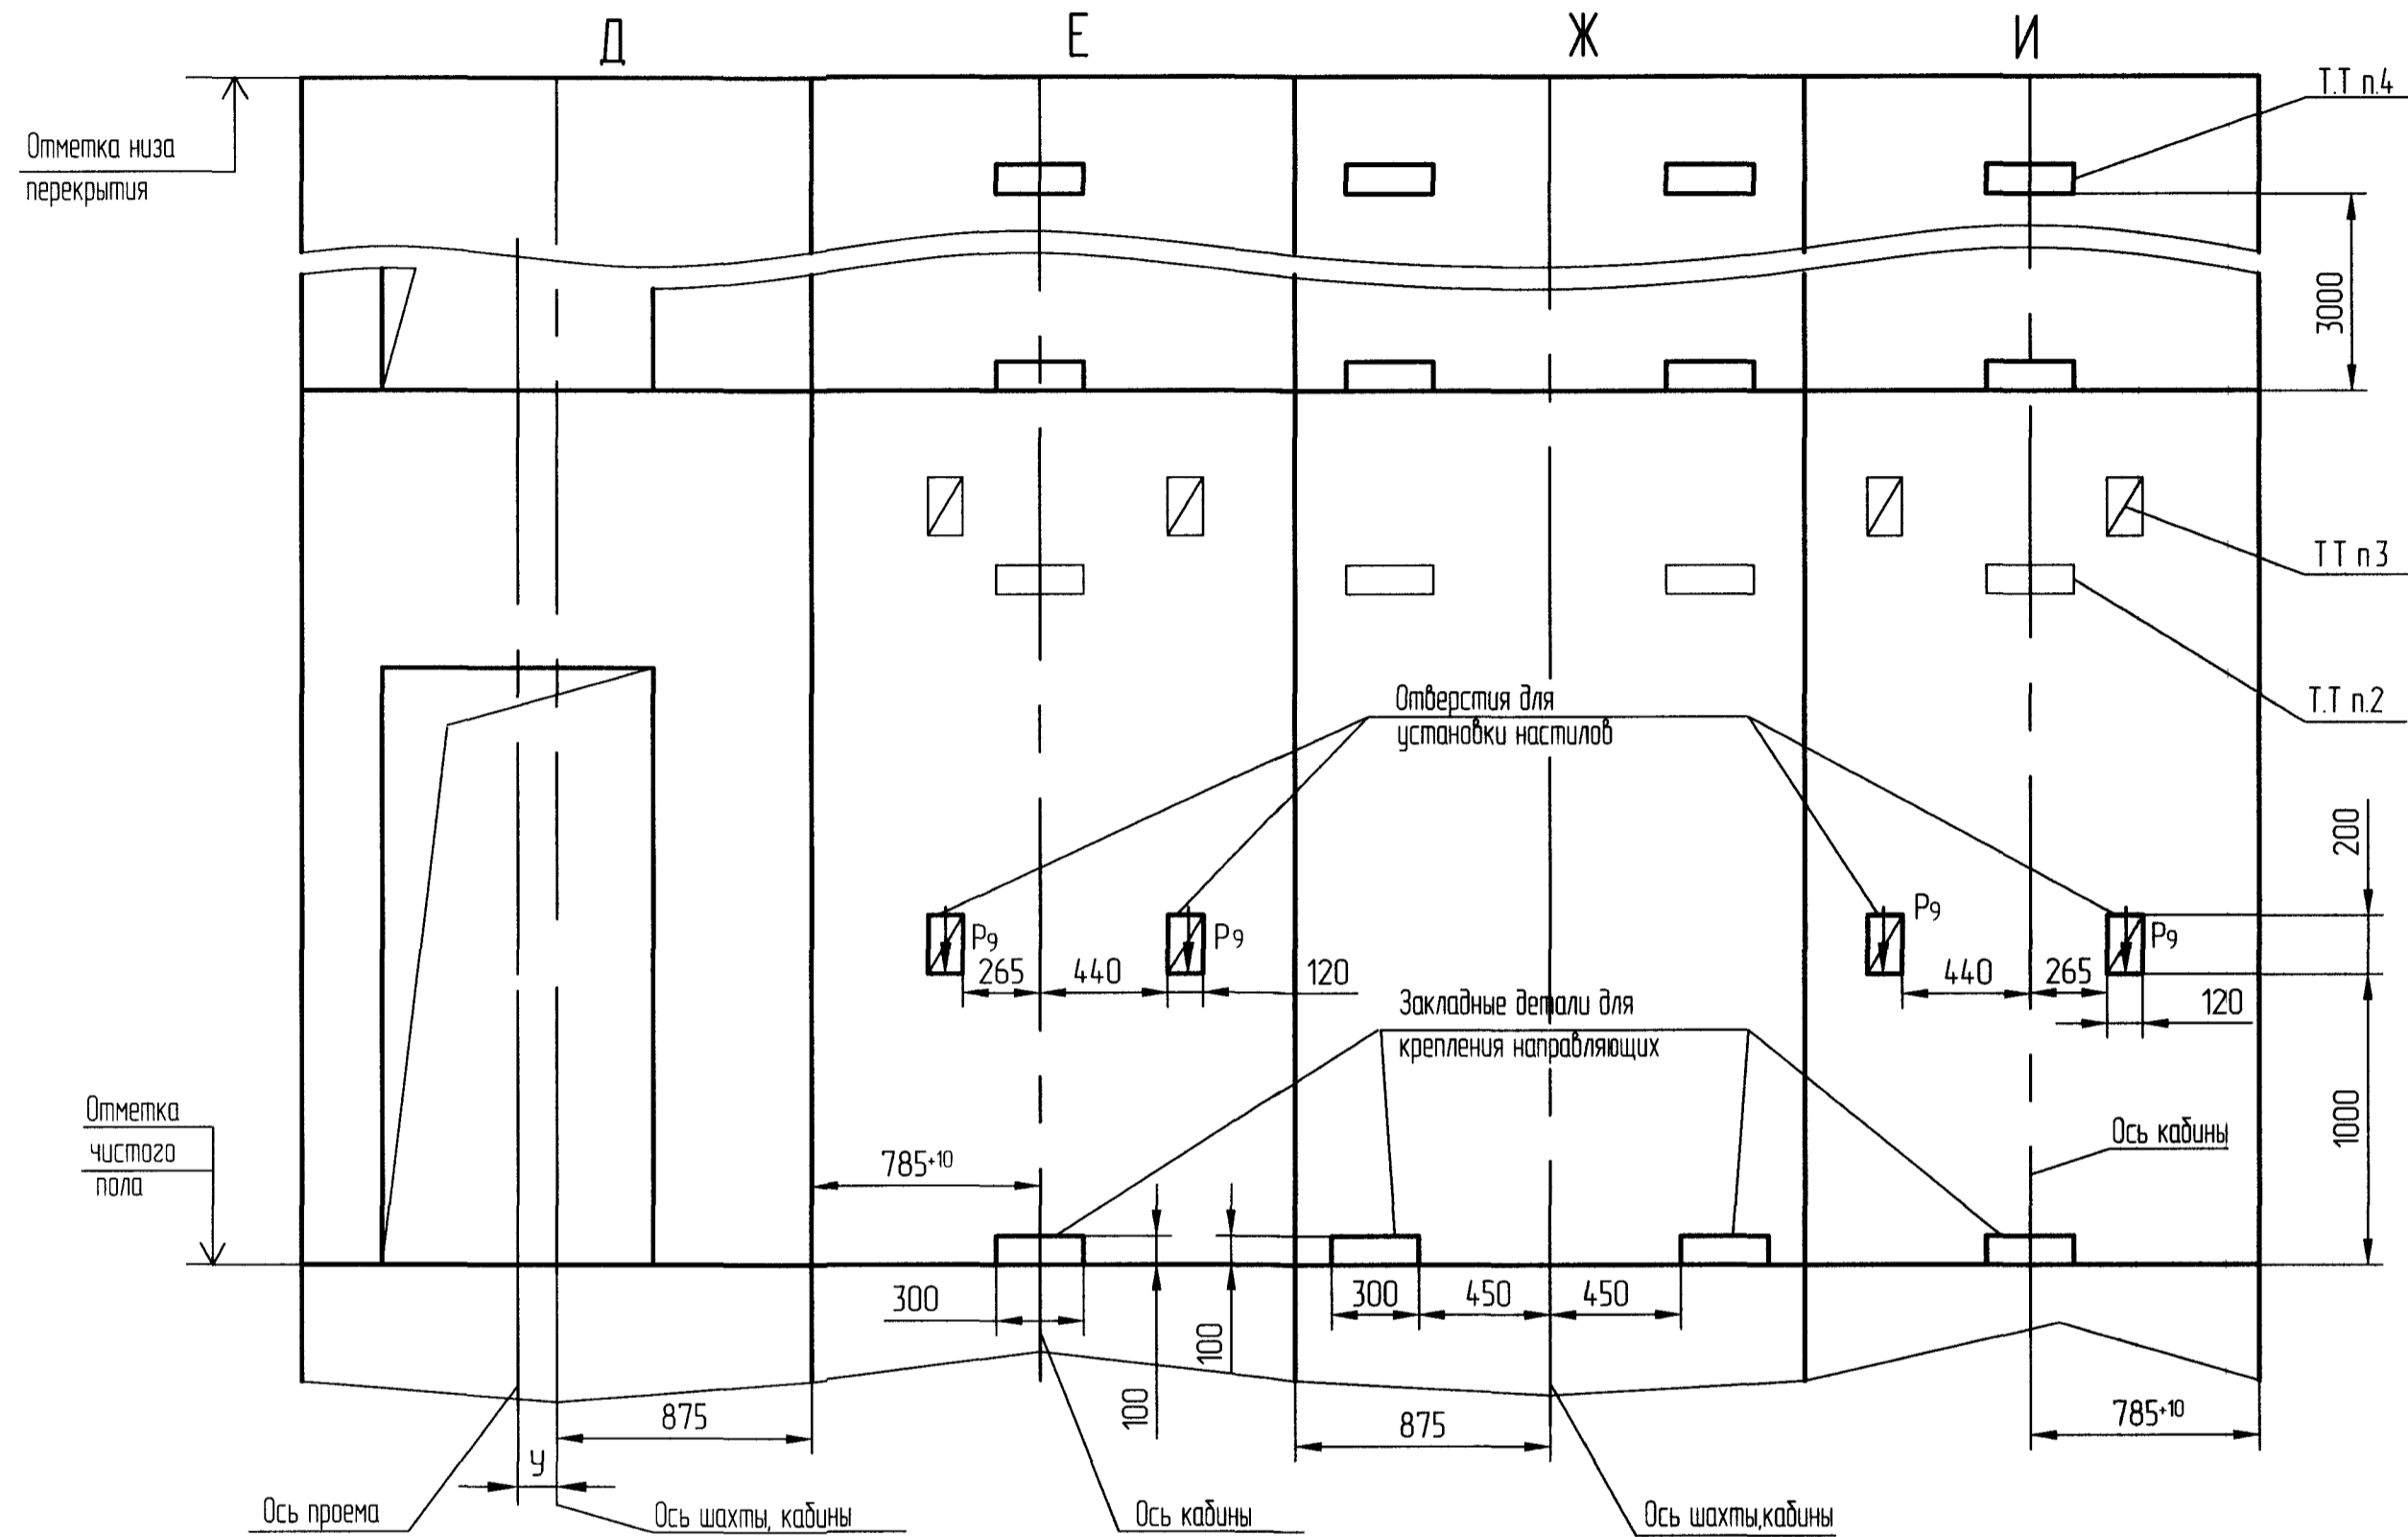 Д
Е
Ж
И
Т.Т п.4
Отметка низа
перекрытия
3000
Т Т п 3
Т.Т п.2
Отверстия для
установки настилов
200
Р9
Р9
Р9
Р9
265
440
120
440
265
120
Закладные детали для
крепления направляющих
1000
Отметка
чистого
пола
785+10
Ось кабины
300
100
100
300
450
450
875
875
785+10
У
Ось проема
Ось шахты, кабины
Ось кабины
Ось шахты,кабины